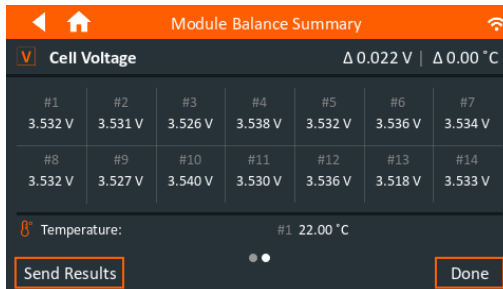 Module Balance Summary
V Cell Voltage Δ 0.022 V | Δ 0.00 °C
#1 #2 #3 #4 #5 #6 #7
3.532 V 3.531 V 3.526 V 3.538 V 3.532 V 3.536 V 3.534 V
#8 #9 #10 #11 #12 #13 #14
3.532 V 3.527 V 3.540 V 3.530 V 3.536 V 3.518 V 3.533 V
Temperature: #1 22.00 °C
Send Results Done